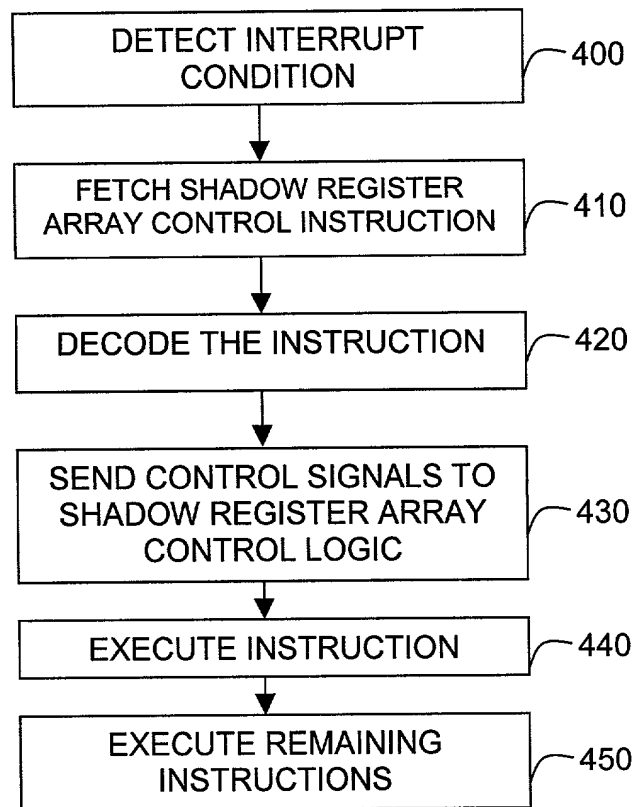 DETECT INTERRUPT
CONDITION
400
FETCH SHADOW REGISTER
ARRAY CONTROL INSTRUCTION
410
DECODE THE INSTRUCTION
420
SEND CONTROL SIGNALS TO
SHADOW REGISTER ARRAY
CONTROL LOGIC
430
EXECUTE INSTRUCTION
440
EXECUTE REMAINING
INSTRUCTIONS
450